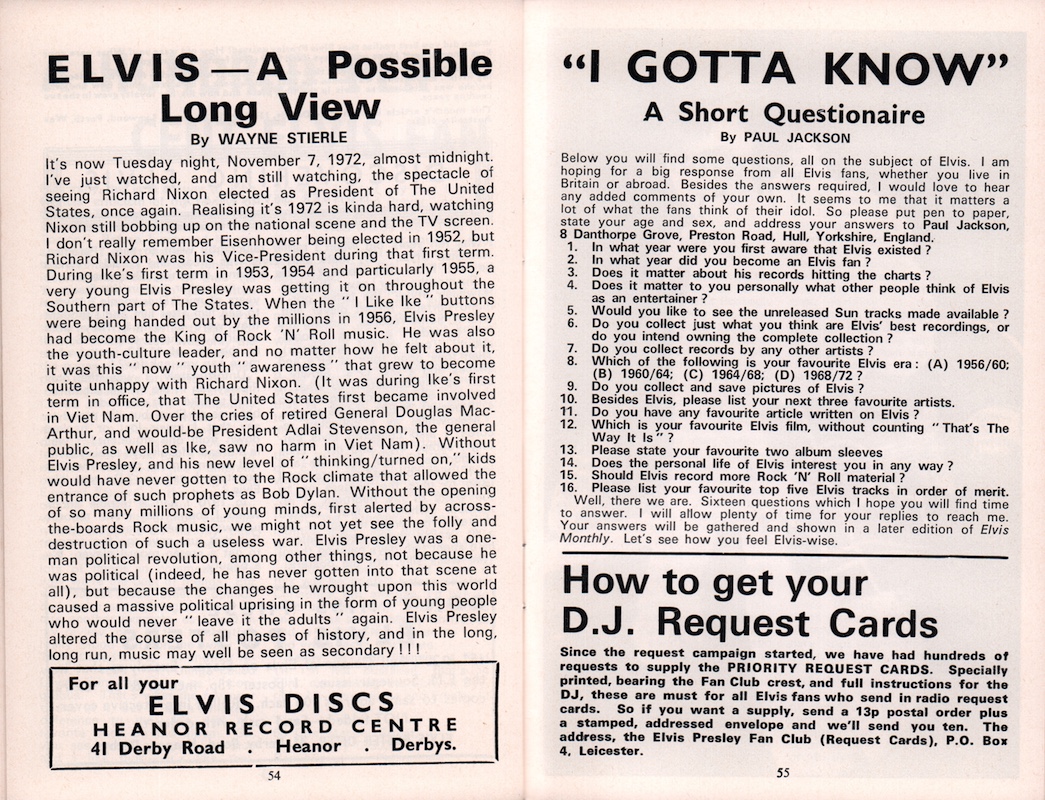 ELVIS — A Possible
Long View
By WAYNE STIERLE
It's now Tuesday night, November 7, 1972, almost midnight.
I've just watched, and am still watching, the spectacle of
seeing Richard Nixon elected as President of The United
States, once again. Realising it's 1972 is kinda hard, watching
Nixon still bobbing up on the national scene and the TV screen.
I don't really remember Eisenhower being elected in 1952, but
Richard Nixon was his Vice-President during that first term.
During Ike's first term in 1953, 1954 and particularly 1955, a
very young Elvis Presley was getting it on throughout the
Southern part of The States. When the "I Like Ike" buttons
were being handed out by the millions in 1956, Elvis Presley
had become the King of Rock 'N' Roll music. He was also
the youth-culture leader, and no matter how he felt about it,
it was this "now" youth "awareness" that grew to become
quite unhappy with Richard Nixon. (It was during Ike's first
term in office, that The United States first became involved
in Viet Nam. Over the cries of retired General Douglas Mac-
Arthur, and would-be President Adlai Stevenson, the general
public, as well as Ike, saw no harm in Viet Nam). Without
Elvis Presley, and his new level of "thinking/turned on," kids
would have never gotten to the Rock climate that allowed the
entrance of such prophets as Bob Dylan. Without the opening
of so many millions of young minds, first alerted by across-
the-boards Rock music, we might not yet see the folly and
destruction of such a useless war. Elvis Presley was a one-
man political revolution, among other things, not because he
was political (indeed, he has never gotten into that scene at
all), but because the changes he wrought upon this world
caused a massive political uprising in the form of young people
who would never "leave it the adults" again. Elvis Presley
altered the course of all phases of history, and in the long,
long run, music may well be seen as secondary!!!
For all your
ELVIS DISCS
HEANOR RECORD CENTRE
41 Derby Road . Heanor . Derbys.
54
"I GOTTA KNOW"
A Short Questionaire
By PAUL JACKSON
Below you will find some questions, all on the subject of Elvis. I am
hoping for a big response from all Elvis fans, whether you live in
Britain or abroad. Besides the answers required, I would love to hear
any added comments of your own. It seems to me that it matters a
lot of what the fans think of their idol. So please put pen to paper,
state your age and sex, and address your answers to Paul Jackson,
8 Danthorpe Grove, Preston Road, Hull, Yorkshire, England.
1. In what year were you first aware that Elvis existed?
2. In what year did you become an Elvis fan?
3. Does it matter about his records hitting the charts?
4. Does it matter to you personally what other people think of Elvis
as an entertainer?
5. Would you like to see the unreleased Sun tracks made available?
6. Do you collect just what you think are Elvis' best recordings, or
do you intend owning the complete collection?
7. Do you collect records by any other artists?
8. Which of the following is your favourite Elvis era: (A) 1956/60;
(B) 1960/64; (C) 1964/68; (D) 1968/72?
9. Do you collect and save pictures of Elvis?
10. Besides Elvis, please list your next three favourite artists.
11. Do you have any favourite article written on Elvis?
12. Which is your favourite Elvis film, without counting "That's The
Way It Is"?
13. Please state your favourite two album sleeves
14. Does the personal life of Elvis interest you in any way?
15. Should Elvis record more Rock 'N' Roll material?
16. Please list your favourite top five Elvis tracks in order of merit.
Well, there we are. Sixteen questions which I hope you will find time
to answer. I will allow plenty of time for your replies to reach me.
Your answers will be gathered and shown in a later edition of Elvis
Monthly. Let's see how you feel Elvis-wise.
How to get your
D.J. Request Cards
Since the request campaign started, we have had hundreds of
requests to supply the PRIORITY REQUEST CARDS. Specially
printed, bearing the Fan Club crest, and full instructions for the
DJ, these are must for all Elvis fans who send in radio request
cards. So if you want a supply, send a 13p postal order plus
a stamped, addressed envelope and we'll send you ten. The
address, the Elvis Presley Fan Club (Request Cards), P.O. Box
4, Leicester.
55